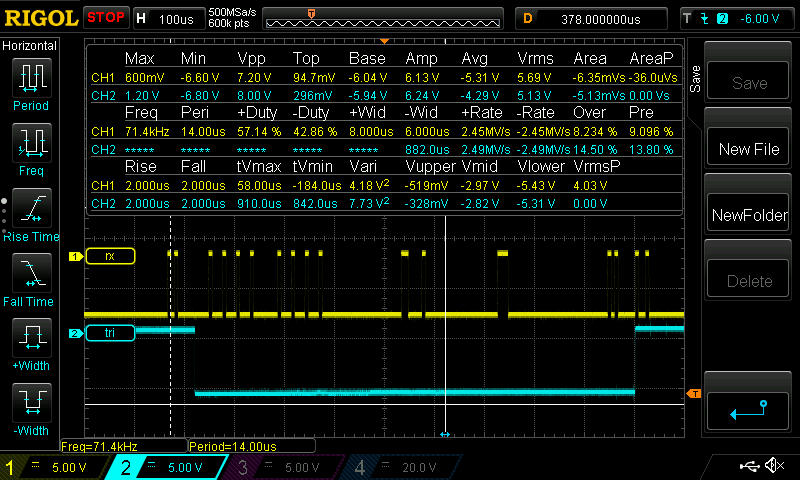 RIGOL STOP H 100us 500MSa/s 600k pts T D 378.000000us T 2 -6.00 V
Horizontal
Period
Freq
Rise Time
Fall Time
+Width
-Width
Max Min Vpp Top Base Amp Avg Vrms Area AreaP
CH1 600mV -6.60 V 7.20 V 94.7mV -6.04 V 6.13 V -5.31 V 5.69 V -6.35mVs -36.0uVs
CH2 1.20 V -6.80 V 8.00 V 296mV -5.94 V 6.24 V -4.29 V 5.13 V -5.13mVs 0.00 Vs
Freq Peri +Duty -Duty +Wid -Wid +Rate -Rate Over Pre
CH1 71.4kHz 14.00us 57.14 % 42.86 % 8.000us 6.000us 2.45MV/s -2.45MV/s 8.234 % 9.096 %
CH2 ***** ***** ***** ***** ***** 882.0us 2.49MV/s -2.49MV/s 14.50 % 13.80 %
Rise Fall tVmax tVmin Vari Vupper Vmid Vlower VrmsP
CH1 2.000us 2.000us 58.00us -184.0us 4.18 V² -519mV -2.97 V -5.43 V 4.03 V
CH2 2.000us 2.000us 910.0us 842.0us 7.73 V² -328mV -2.82 V -5.31 V 0.00 V
1 rx
2 tri
T
Save
Save
New File
NewFolder
Delete
Freq=71.4kHz Period=14.00us
1 5.00 V 2 5.00 V 3 5.00 V 4 20.0 V